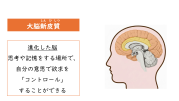 大脳新皮質
進化した脳
思考や記憶をする場所で、
自分の意思で欲求を
「コントロール」
することができる